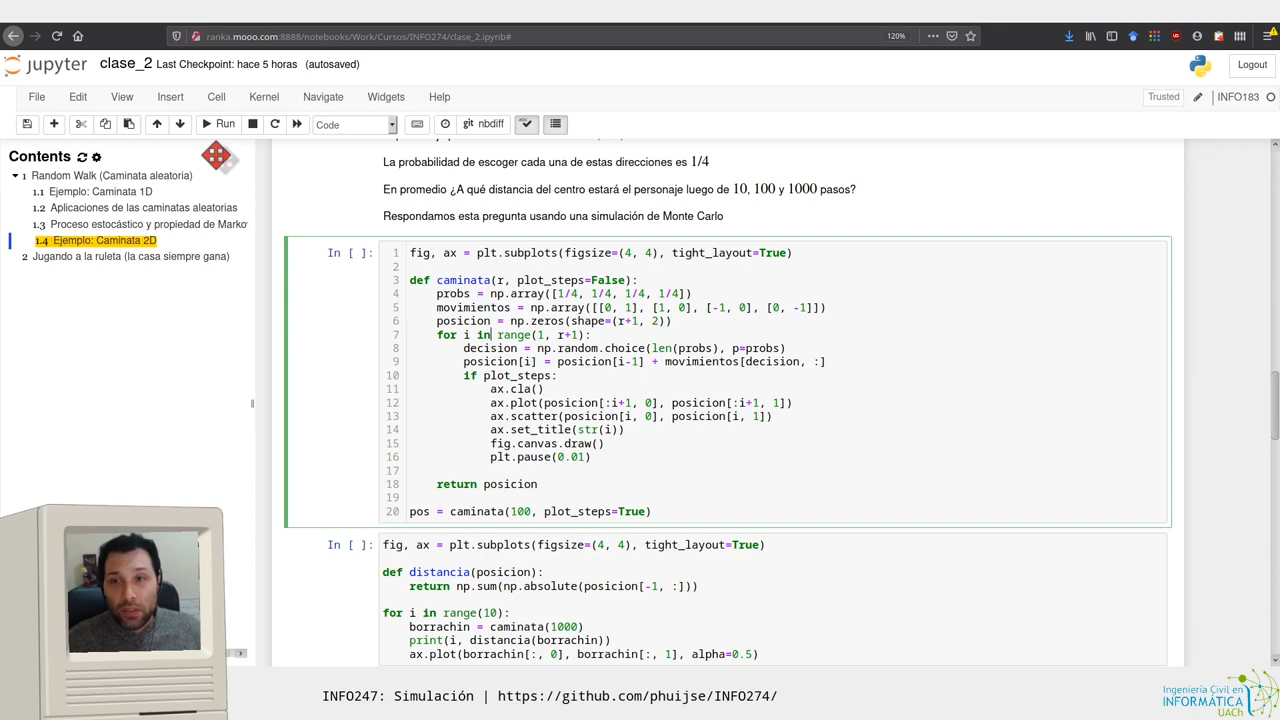 ranka.mooo.com:8888/notebooks/Work/Cursos/INFO274/clase_2.ipynb#
120%
jupyter clase_2 Last Checkpoint: hace 5 horas (autosaved)
Logout
File Edit View Insert Cell Kernel Navigate Widgets Help
Trusted INFO183
Run Code nbdiff
Contents
1 Random Walk (Caminata aleatoria)
1.1 Ejemplo: Caminata 1D
1.2 Aplicaciones de las caminatas aleatorias
1.3 Proceso estocástico y propiedad de Marko
1.4 Ejemplo: Caminata 2D
2 Jugando a la ruleta (la casa siempre gana)
La probabilidad de escoger cada una de estas direcciones es 1/4
En promedio ¿A qué distancia del centro estará el personaje luego de 10, 100 y 1000 pasos?
Respondamos esta pregunta usando una simulación de Monte Carlo
In [ ]:
1 fig, ax = plt.subplots(figsize=(4, 4), tight_layout=True)
2
3 def caminata(r, plot_steps=False):
4     probs = np.array([1/4, 1/4, 1/4, 1/4])
5     movimientos = np.array([[0, 1], [1, 0], [-1, 0], [0, -1]])
6     posicion = np.zeros(shape=(r+1, 2))
7     for i in range(1, r+1):
8         decision = np.random.choice(len(probs), p=probs)
9         posicion[i] = posicion[i-1] + movimientos[decision, :]
10         if plot_steps:
11             ax.cla()
12             ax.plot(posicion[:i+1, 0], posicion[:i+1, 1])
13             ax.scatter(posicion[i, 0], posicion[i, 1])
14             ax.set_title(str(i))
15             fig.canvas.draw()
16             plt.pause(0.01)
17
18     return posicion
19
20 pos = caminata(100, plot_steps=True)
In [ ]:
fig, ax = plt.subplots(figsize=(4, 4), tight_layout=True)
def distancia(posicion):
    return np.sum(np.absolute(posicion[-1, :]))
for i in range(10):
    borrachin = caminata(1000)
    print(i, distancia(borrachin))
    ax.plot(borrachin[:, 0], borrachin[:, 1], alpha=0.5)
INFO247: Simulación | https://github.com/phuijse/INFO274/
Ingeniería Civil en
INFORMÁTICA
UACh